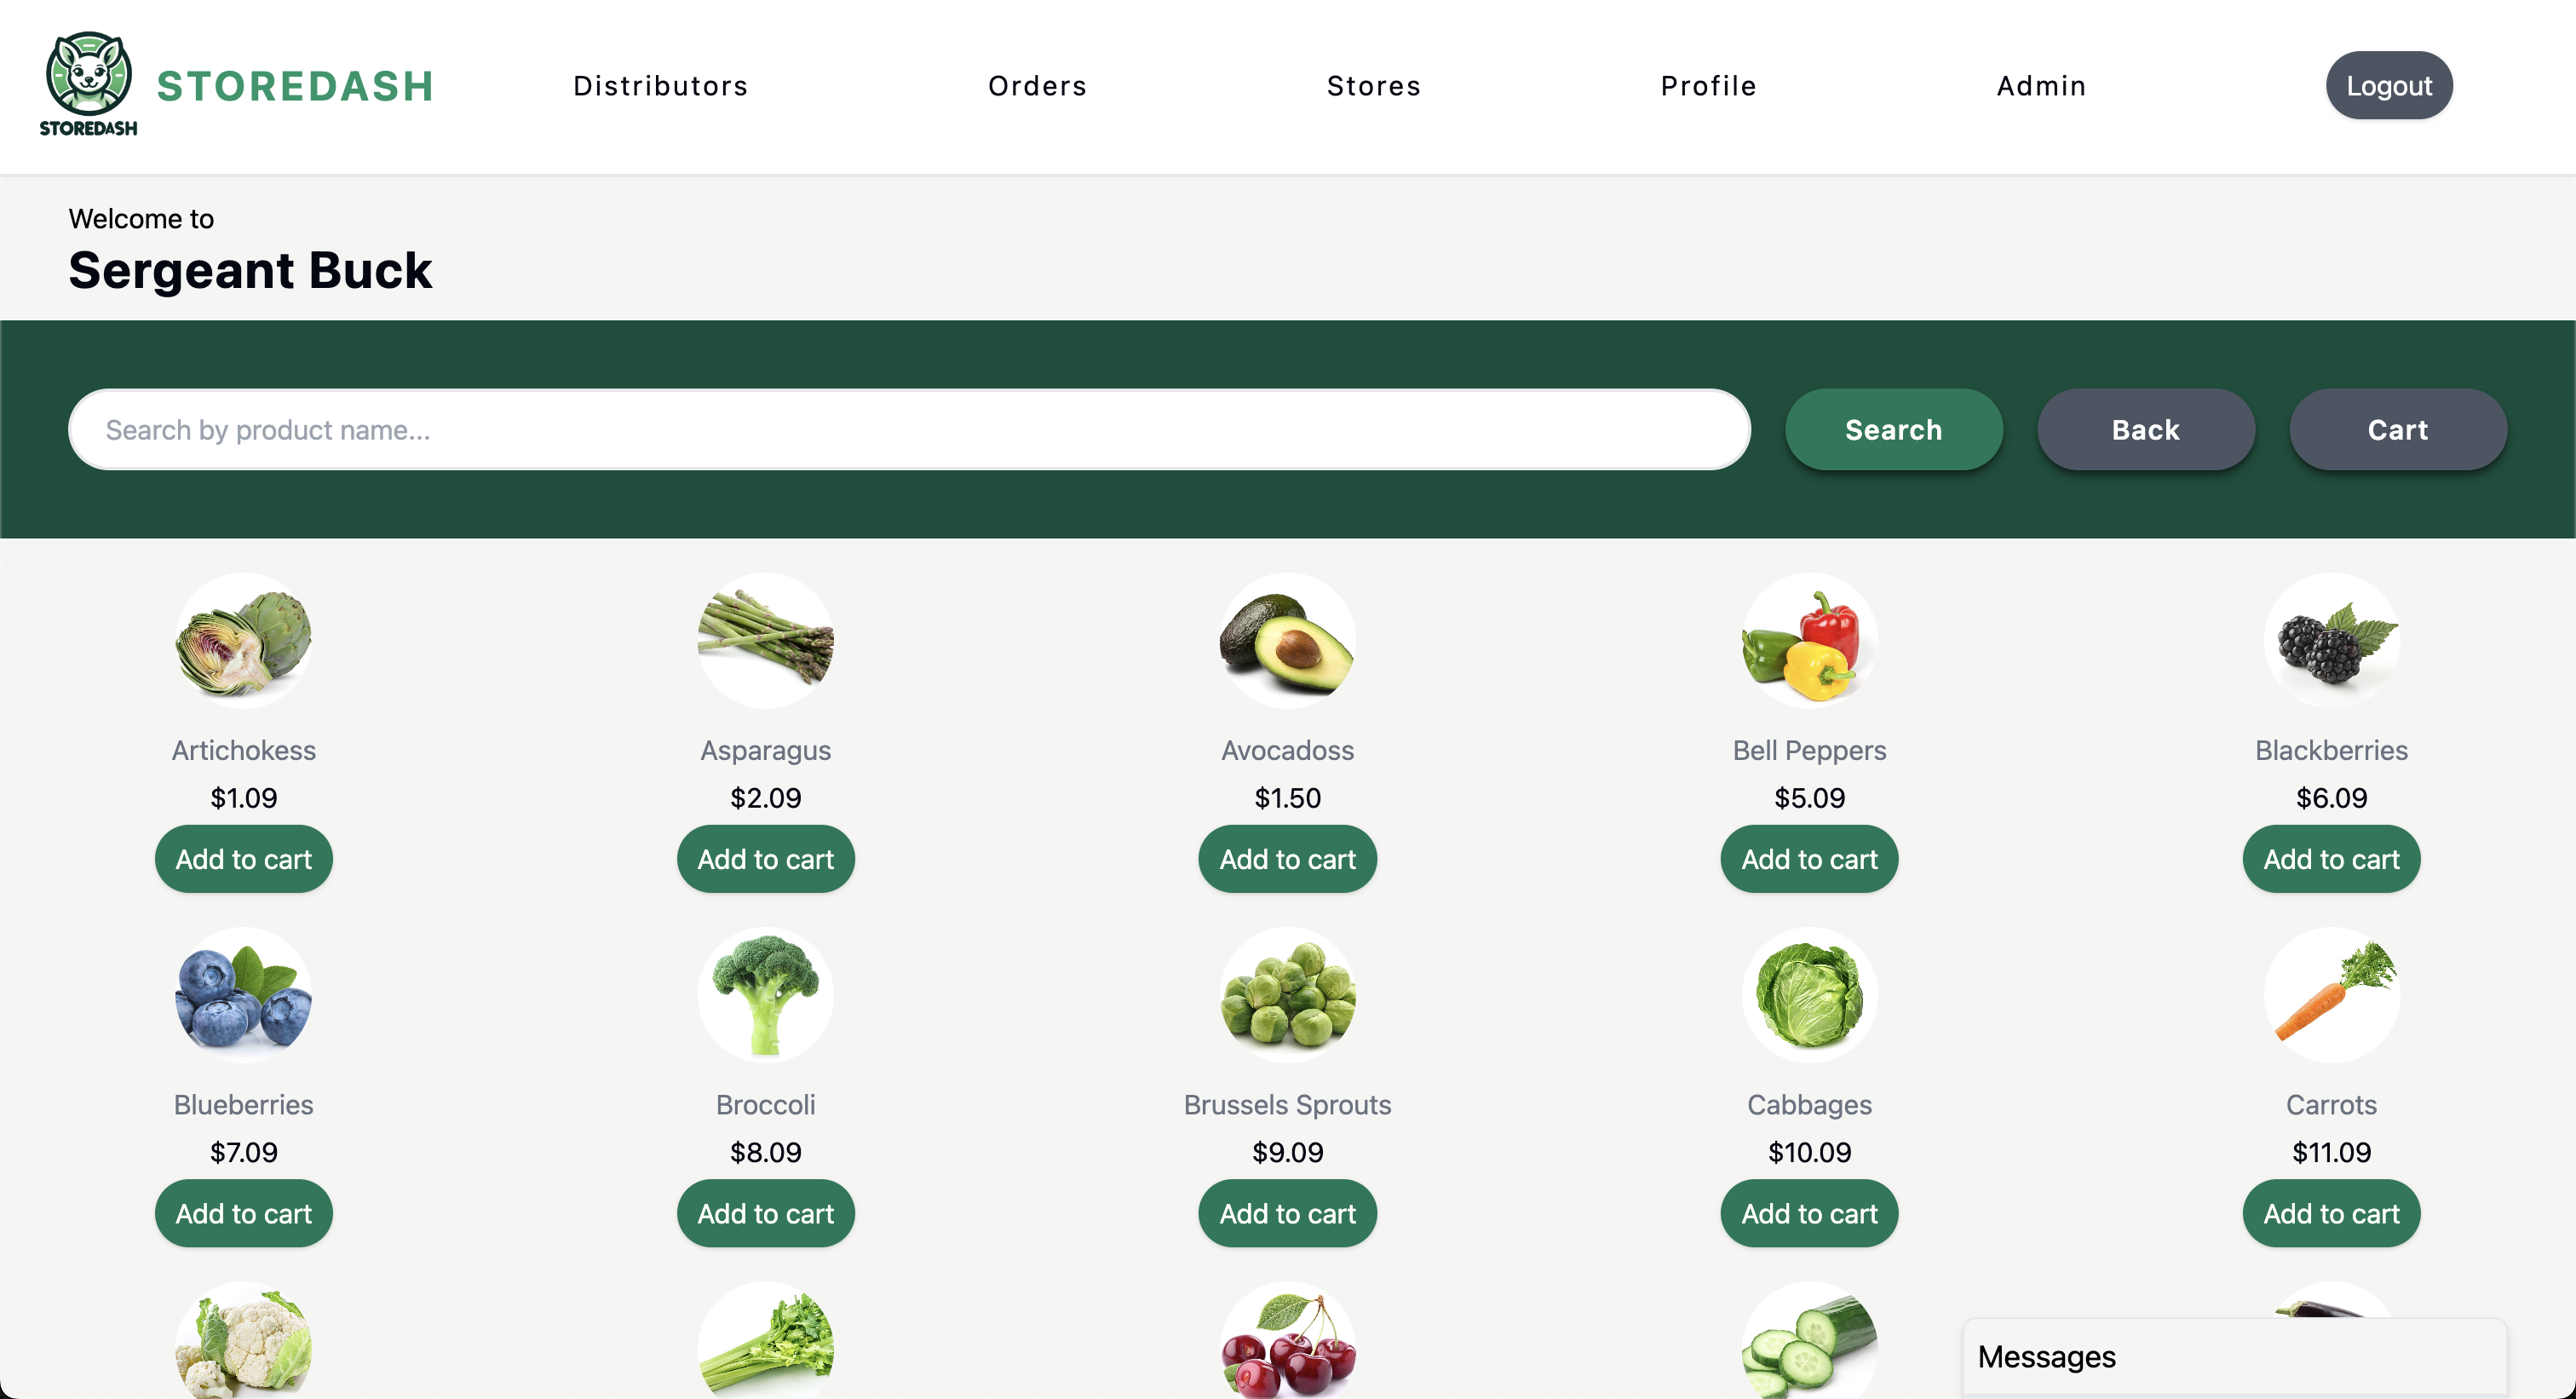 STOREDASH
STOREDASH
Distributors
Orders
Stores
Profile
Admin
Logout
Welcome to
Sergeant Buck
Search by product name...
Search
Back
Cart
Artichokess
Asparagus
Avocadoss
Bell Peppers
Blackberries
$1.09
$2.09
$1.50
$5.09
$6.09
Add to cart
Add to cart
Add to cart
Add to cart
Add to cart
Blueberries
Broccoli
Brussels Sprouts
Cabbages
Carrots
$7.09
$8.09
$9.09
$10.09
$11.09
Add to cart
Add to cart
Add to cart
Add to cart
Add to cart
Messages